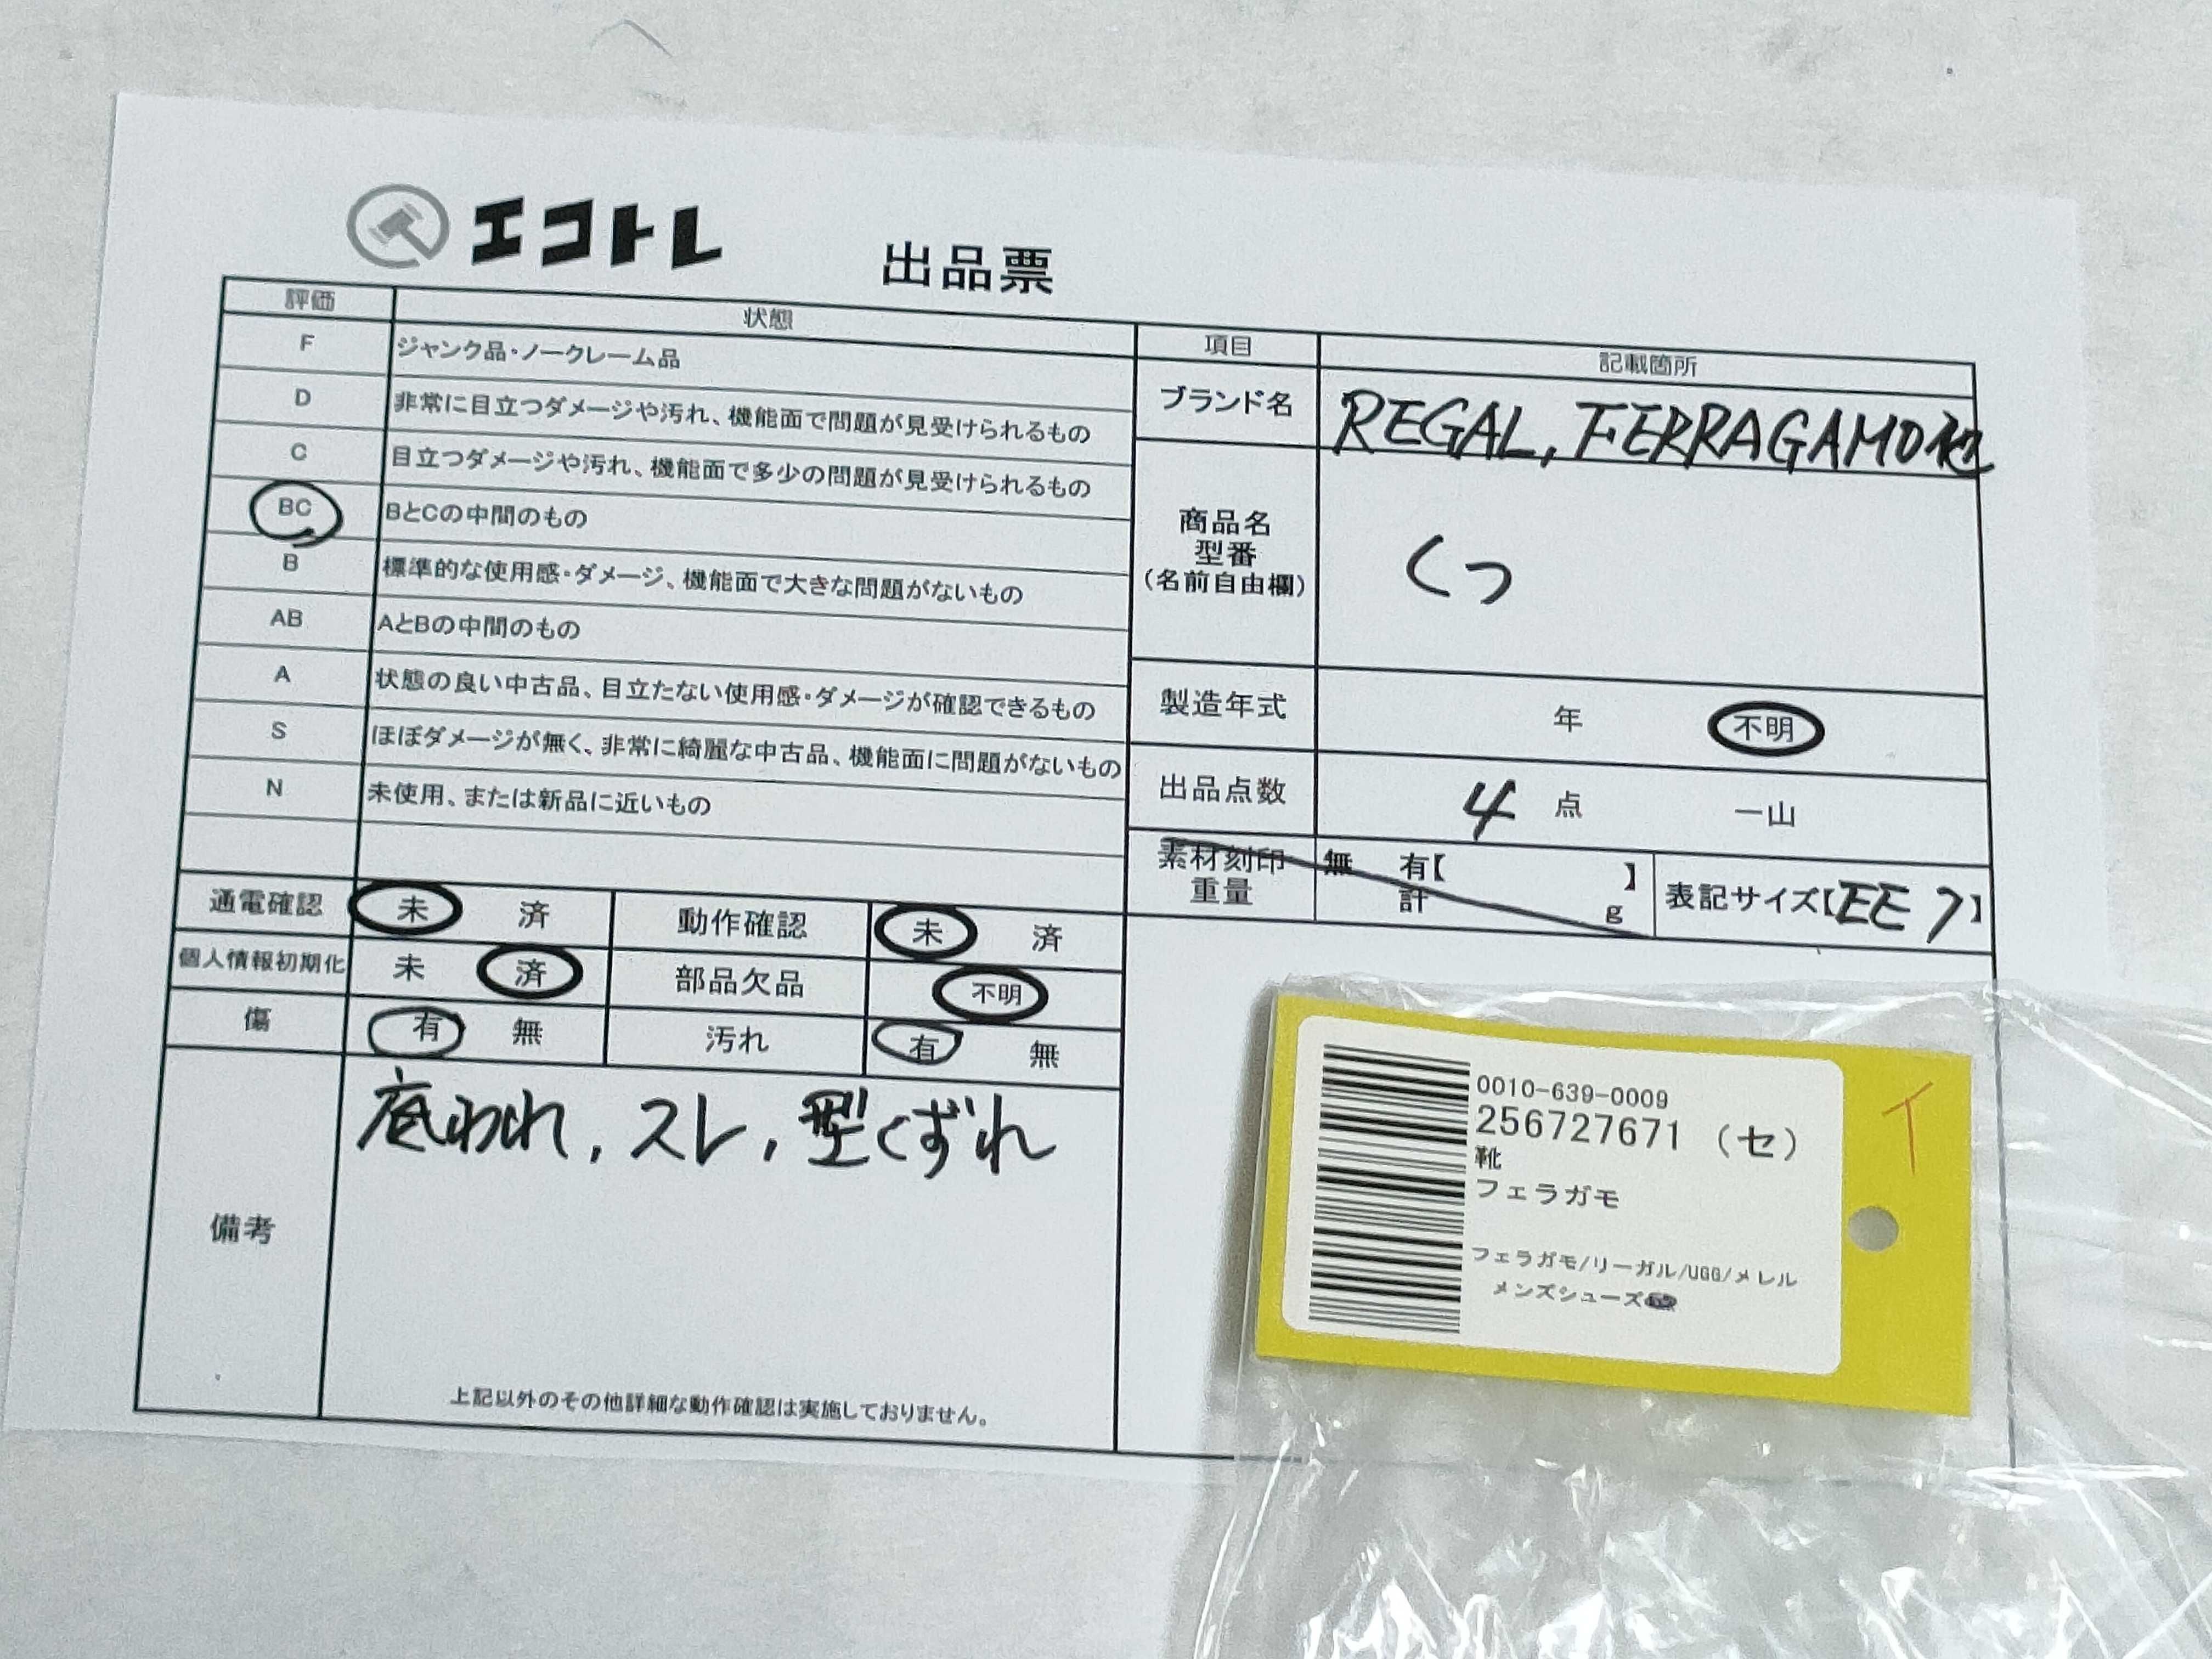 エコトレ 出品票
評価 状態
F ジャンク品・ノークレーム品
D 非常に目立つダメージや汚れ、機能面で問題が見受けられるもの
C 目立つダメージや汚れ、機能面で多少の問題が見受けられるもの
BC BとCの中間のもの
B 標準的な使用感・ダメージ、機能面で大きな問題がないもの
AB AとBの中間のもの
A 状態の良い中古品、目立たない使用感・ダメージが確認できるもの
S ほぼダメージが無く、非常に綺麗な中古品、機能面に問題がないもの
N 未使用、または新品に近いもの
通電確認 未 済 動作確認 未 済
個人情報初期化 未 済 部品欠品 不明
傷 有 無 汚れ 有 無
備考 底われ, スレ, 型くずれ
上記以外のその他詳細な動作確認は実施しておりません。
項目 記載箇所
ブランド名 REGAL, FERRAGAMO 他
商品名
型番
(名前自由欄)
くつ
製造年式 年 不明
出品点数 4 点 一山
素材刻印 無 有【 】
重量 計 g
表記サイズ【EE 7】
0010-639-0009
256727671 (セ)
靴
フェラガモ
フェラガモ/リーガル/UGG/メレル
メンズシューズ
イ